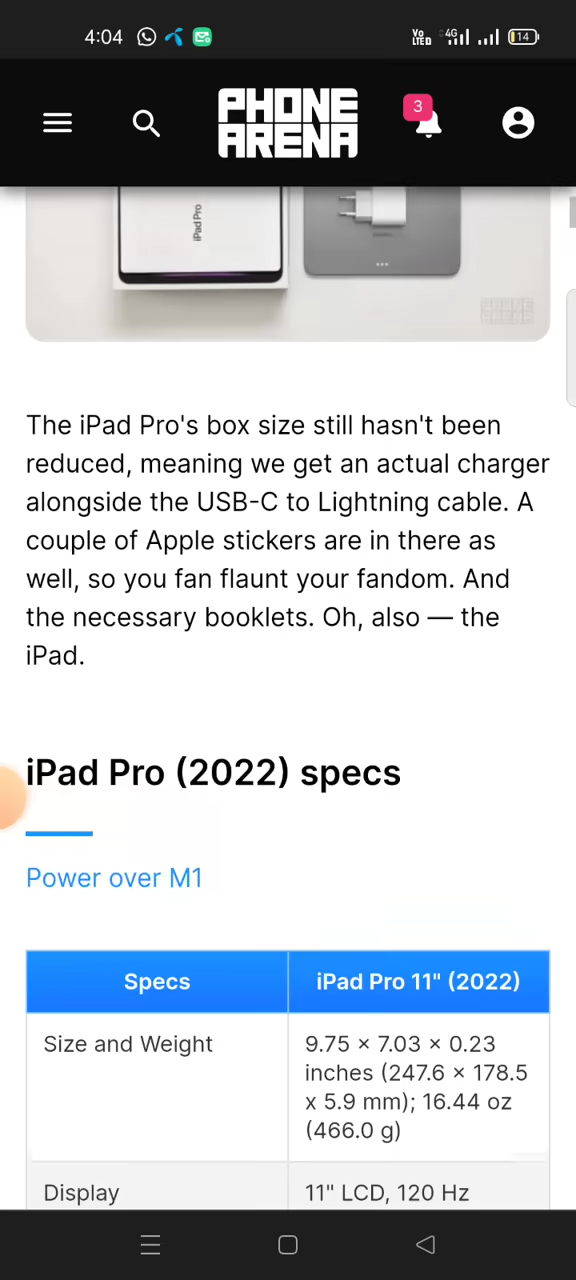 4:04
Vo
LTED
4G
14
PHONE
ARENA
3
iPad Pro
The iPad Pro's box size still hasn't been
reduced, meaning we get an actual charger
alongside the USB-C to Lightning cable. A
couple of Apple stickers are in there as
well, so you fan flaunt your fandom. And
the necessary booklets. Oh, also — the
iPad.
iPad Pro (2022) specs
Power over M1
Specs
iPad Pro 11" (2022)
Size and Weight
9.75 × 7.03 × 0.23
inches (247.6 × 178.5
x 5.9 mm); 16.44 oz
(466.0 g)
Display
11" LCD, 120 Hz